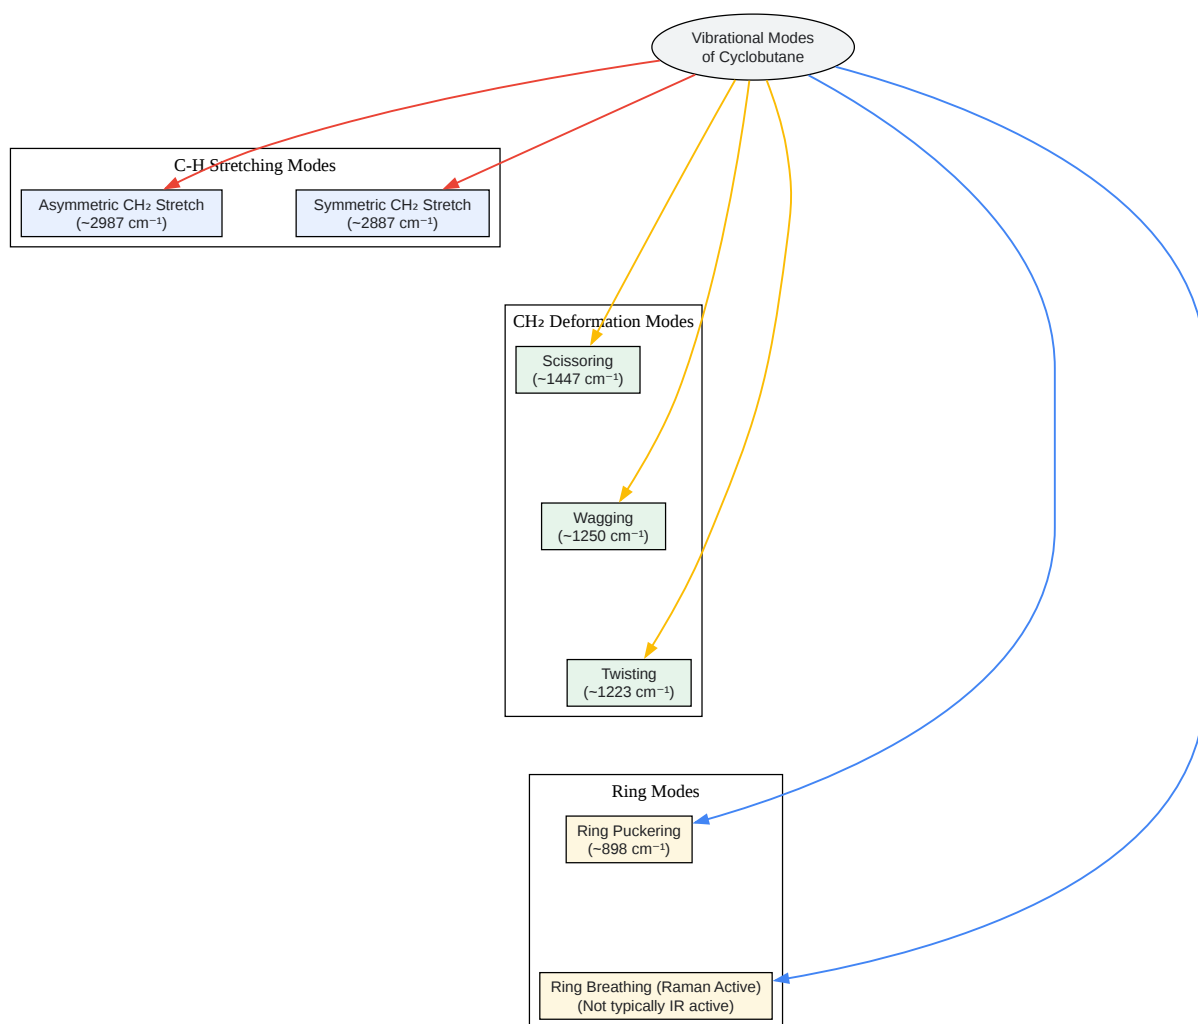 Vibrational Modes
of Cyclobutane
C-H Stretching Modes
Asymmetric CH₂ Stretch
(~2987 cm⁻¹)
Symmetric CH₂ Stretch
(~2887 cm⁻¹)
CH₂ Deformation Modes
Scissoring
(~1447 cm⁻¹)
Wagging
(~1250 cm⁻¹)
Twisting
(~1223 cm⁻¹)
Ring Modes
Ring Puckering
(~898 cm⁻¹)
Ring Breathing (Raman Active)
(Not typically IR active)